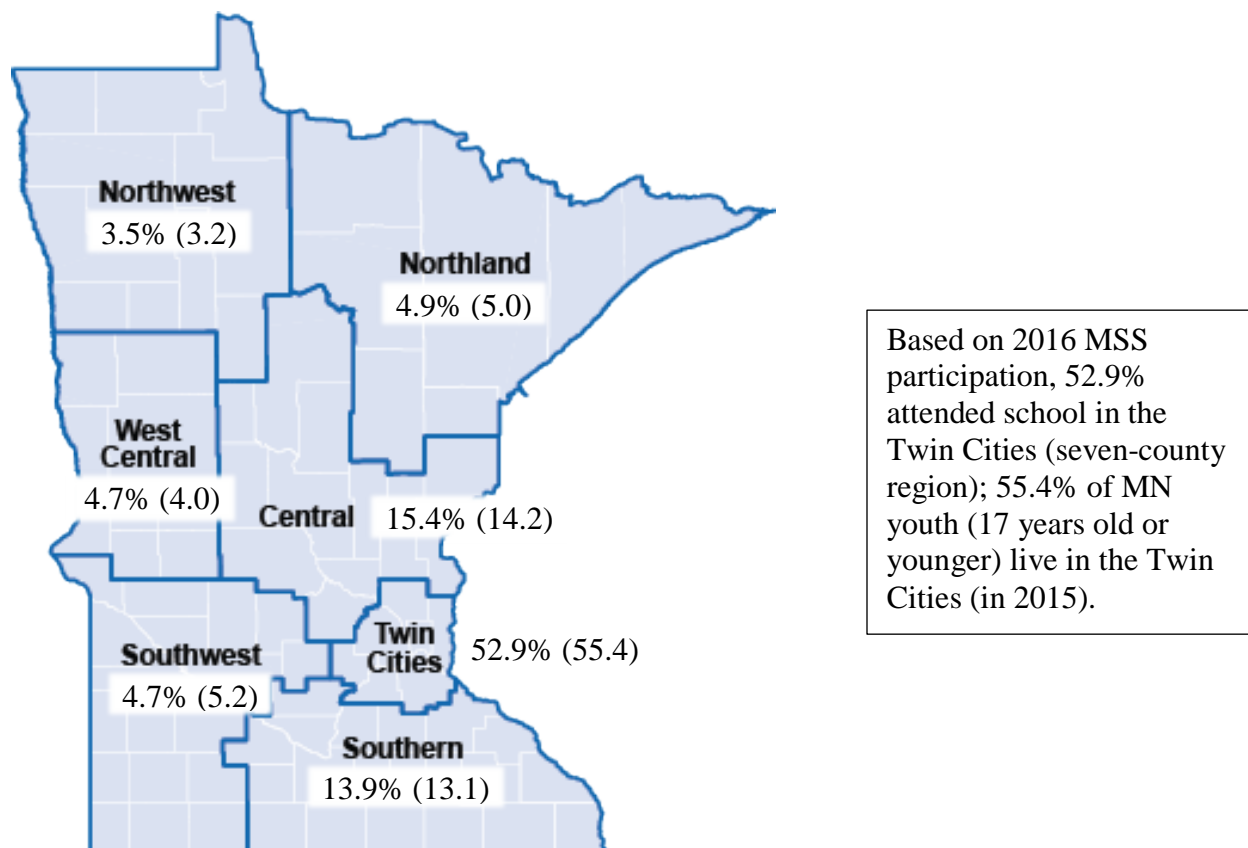 Northwest
3.5% (3.2)
Northland
4.9% (5.0)
West
Central
4.7% (4.0)
Central
15.4% (14.2)
Twin
Cities
52.9% (55.4)
Southwest
4.7% (5.2)
Southern
13.9% (13.1)
Based on 2016 MSS
participation, 52.9%
attended school in the
Twin Cities (seven-county
region); 55.4% of MN
youth (17 years old or
younger) live in the Twin
Cities (in 2015).